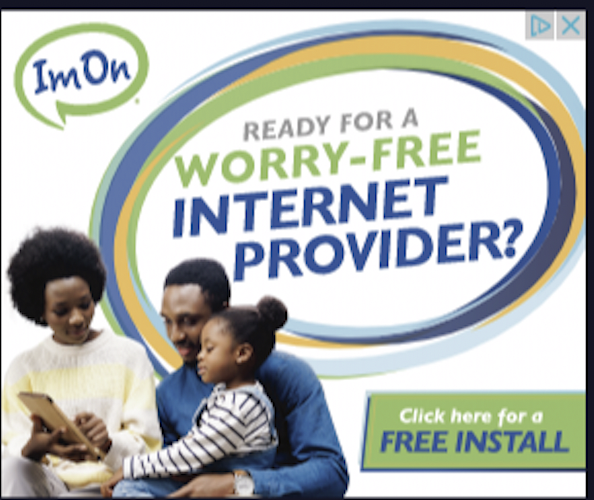 ImOn
READY FOR A
WORRY-FREE
INTERNET
PROVIDER?
Click here for a
FREE INSTALL